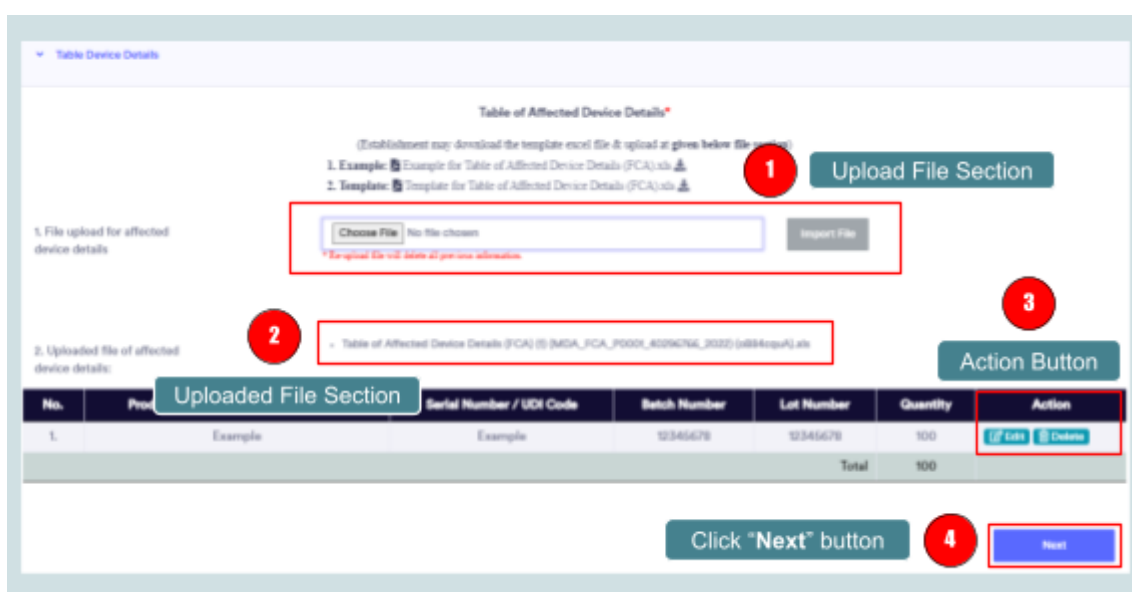 Table Device Details
Table of Affected Device Details*
(Establishment may download the template excel file & upload at given below file section)
1. Example: Example for Table of Affected Device Details (FCA).xls
2. Template: Template for Table of Affected Device Details (FCA).xls
1 Upload File Section
1. File upload for affected device details
Choose File No file chosen
Import File
* Re-upload file will delete all previous information
3
2
2. Uploaded file of affected device details:
Table of Affected Device Details (FCA) (1) (MDA_FCA_P0001_40296766_2022)
Action Button
Uploaded File Section
No. Serial Number / UDI Code Batch Number Lot Number Quantity Action
1. Example Example 12345678 12345678 100 Edit Delete
Total 100
Click “Next” button 4 Next